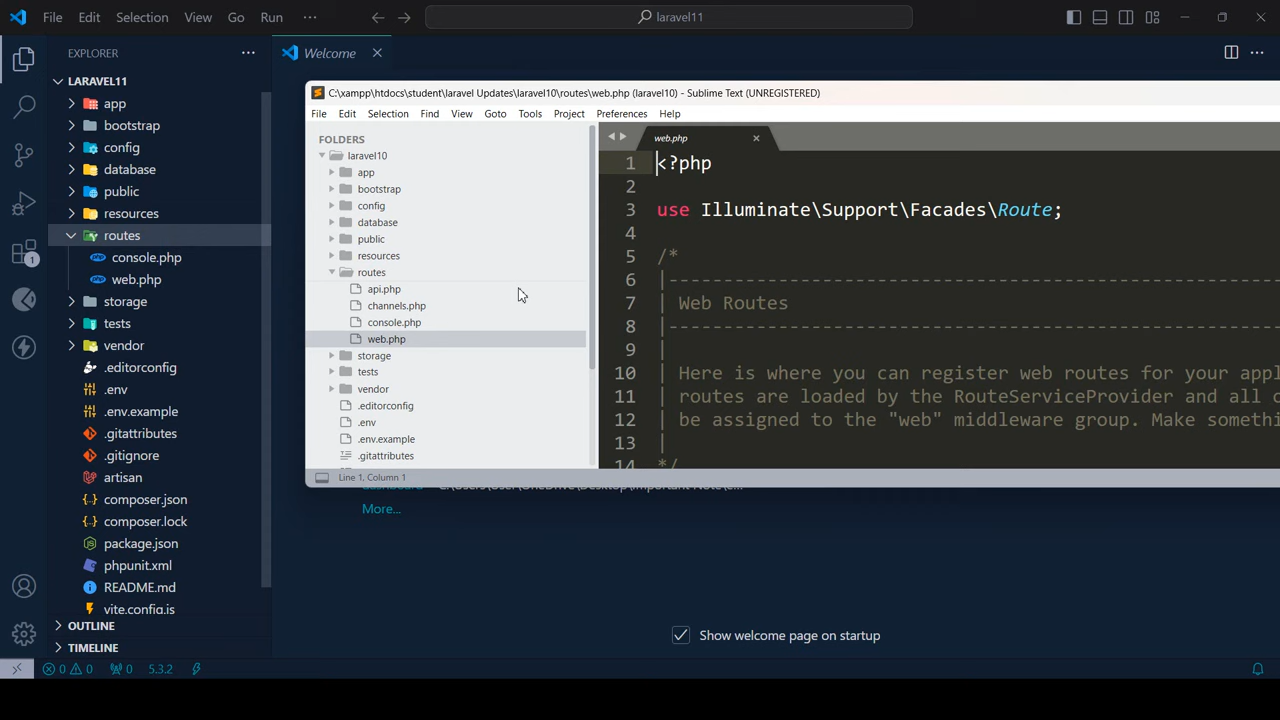 File Edit Selection View Go Run ··· laravel11
EXPLORER ···
Welcome
LARAVEL11
app
bootstrap
config
database
public
resources
routes
console.php
web.php
storage
tests
vendor
.editorconfig
.env
.env.example
.gitattributes
.gitignore
artisan
composer.json
composer.lock
package.json
phpunit.xml
README.md
vite.config.js
OUTLINE
TIMELINE
1
C:\xampp\htdocs\student\laravel Updates\laravel10\routes\web.php (laravel10) - Sublime Text (UNREGISTERED)
File Edit Selection Find View Goto Tools Project Preferences Help
FOLDERS
laravel10
app
bootstrap
config
database
public
resources
routes
api.php
channels.php
console.php
web.php
storage
tests
vendor
.editorconfig
.env
.env.example
.gitattributes
web.php
1 <?php
2
3 use Illuminate\Support\Facades\Route;
4
5 /*
6 |--------------------------------------------------
7 | Web Routes
8 |--------------------------------------------------
9 |
10 | Here is where you can register web routes for your appl
11 | routes are loaded by the RouteServiceProvider and all
12 | be assigned to the "web" middleware group. Make somethi
13 |
14 */
Line 1, Column 1
More...
Show welcome page on startup
0 0 0 5.3.2